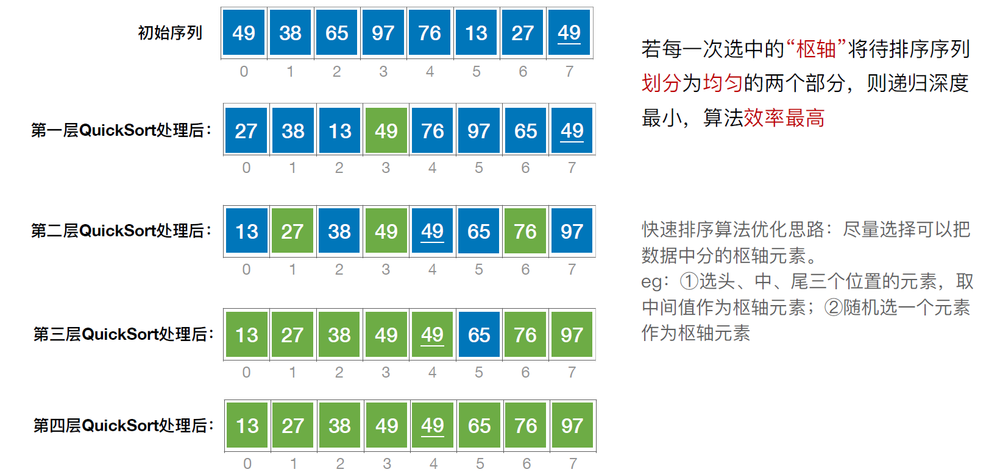 初始序列
49 38 65 97 76 13 27 49
0 1 2 3 4 5 6 7
第一层QuickSort处理后：
27 38 13 49 76 97 65 49
0 1 2 3 4 5 6 7
第二层QuickSort处理后：
13 27 38 49 49 65 76 97
0 1 2 3 4 5 6 7
第三层QuickSort处理后：
13 27 38 49 49 65 76 97
0 1 2 3 4 5 6 7
第四层QuickSort处理后：
13 27 38 49 49 65 76 97
0 1 2 3 4 5 6 7
若每一次选中的“枢轴”将待排序序列
划分为均匀的两个部分，则递归深度
最小，算法效率最高
快速排序算法优化思路：尽量选择可以把
数据中分的枢轴元素。
eg：①选头、中、尾三个位置的元素，取
中间值作为枢轴元素；②随机选一个元素
作为枢轴元素